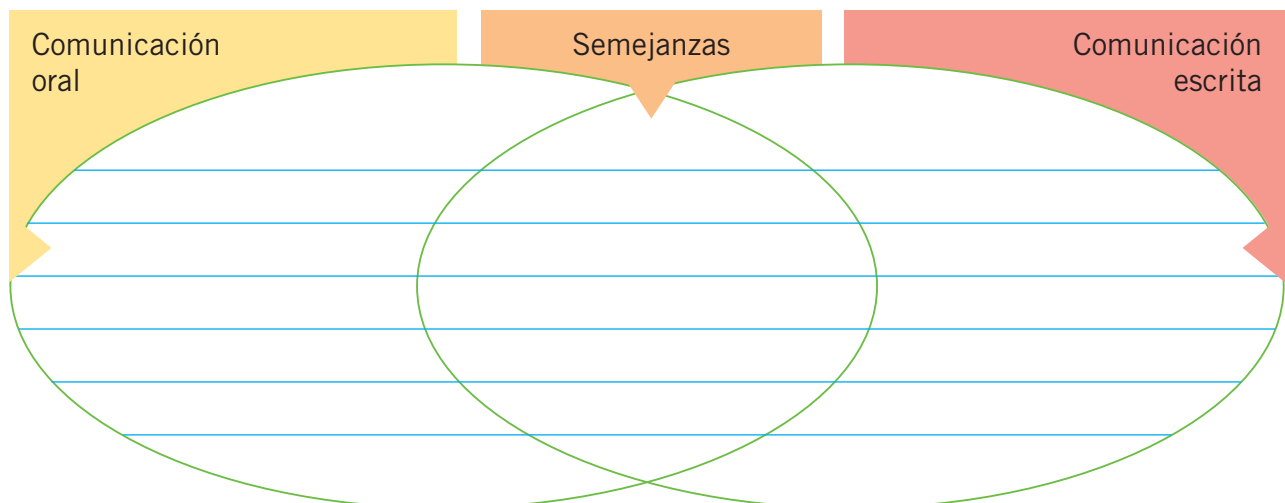 Comunicación
oral
Semejanzas
Comunicación
escrita